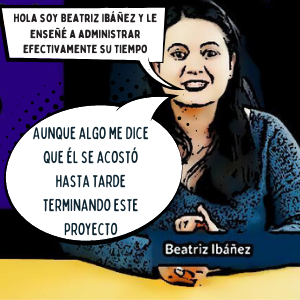 HOLA SOY BEATRIZ IBÁÑEZ Y LE
ENSEÑÉ A ADMINISTRAR
EFECTIVAMENTE SU TIEMPO
AUNQUE ALGO ME DICE
QUE ÉL SE ACOSTÓ
HASTA TARDE
TERMINANDO ESTE
PROYECTO
Beatriz Ibáñez